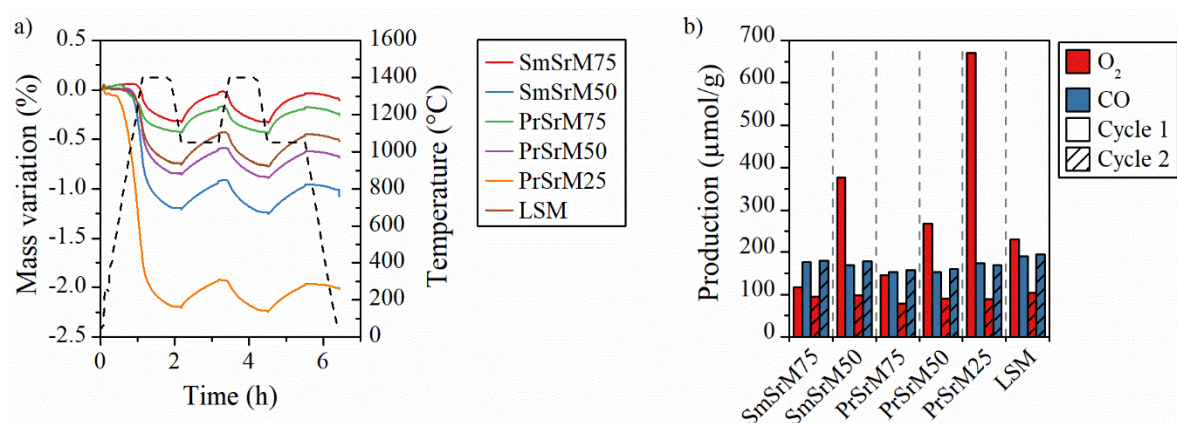 a)
Mass variation (%)
0.5
0.0
-0.5
-1.0
-1.5
-2.0
-2.5
0
2
4
6
Time (h)
1600
1400
1200
1000
800
600
400
200
0
Temperature (°C)
SmSrM75
SmSrM50
PrSrM75
PrSrM50
PrSrM25
LSM
b)
Production (µmol/g)
700
600
500
400
300
200
100
0
SmSrM75
SmSrM50
PrSrM75
PrSrM50
PrSrM25
LSM
O₂
CO
Cycle 1
Cycle 2